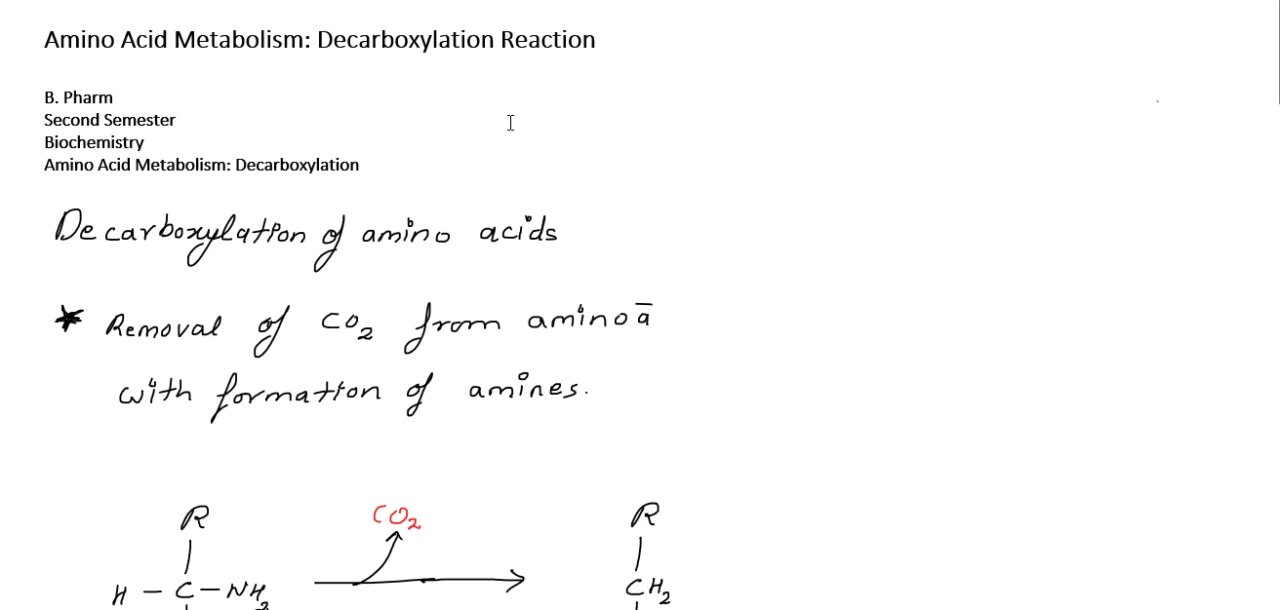 Amino Acid Metabolism: Decarboxylation Reaction
B. Pharm
Second Semester
Biochemistry
Amino Acid Metabolism: Decarboxylation
Decarboxylation of amino acids
* Removal of CO₂ from amino ā
with formation of amines.
R CO₂ R
H – C – NH₂ CH₂